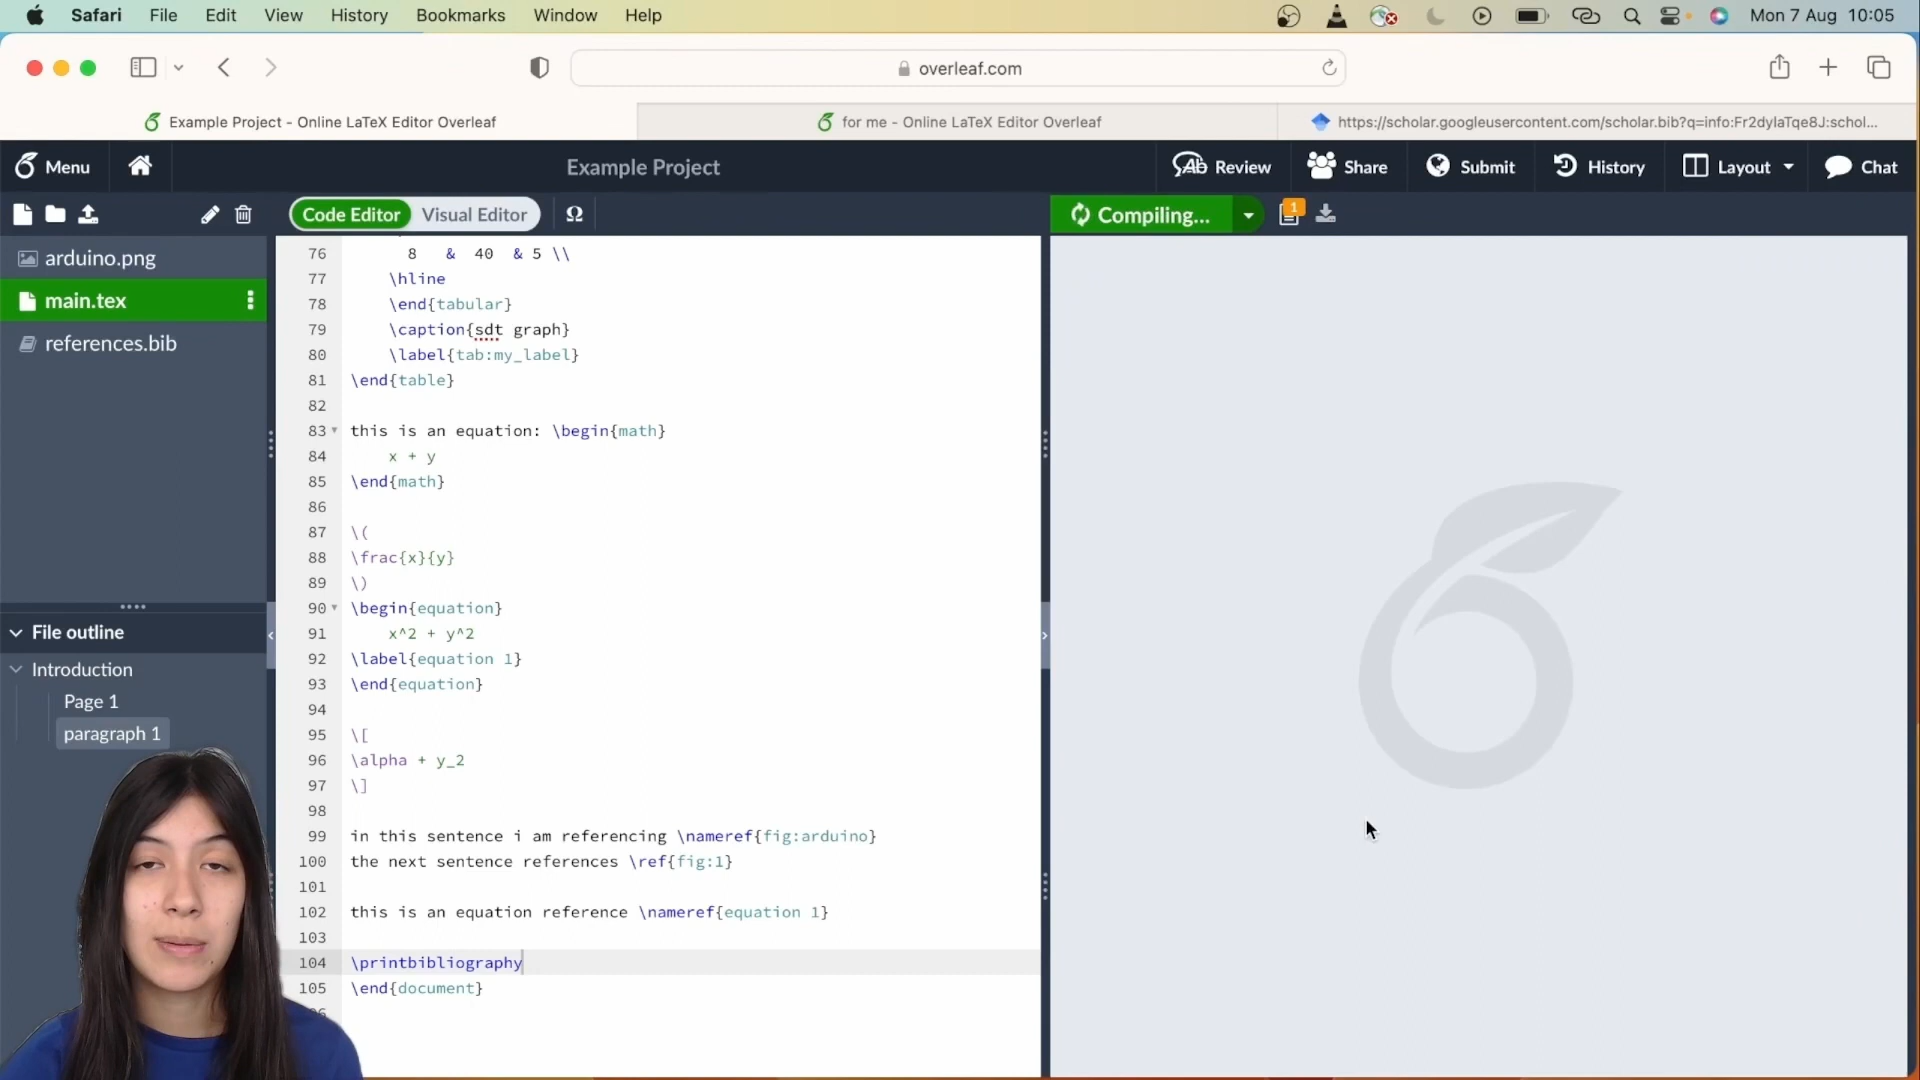 Safari File Edit View History Bookmarks Window Help Mon 7 Aug 10:05
overleaf.com
Example Project - Online LaTeX Editor Overleaf
for me - Online LaTeX Editor Overleaf
https://scholar.googleusercontent.com/scholar.bib?q=info:Fr2dylaTqe8J:schol...
Menu
Example Project
Review
Share
Submit
History
Layout
Chat
Code Editor
Visual Editor
Ω
Compiling...
1
arduino.png
main.tex
references.bib
File outline
Introduction
Page 1
paragraph 1
76 8 & 40 & 5 \\
77 \hline
78 \end{tabular}
79 \caption{sdt graph}
80 \label{tab:my_label}
81 \end{table}
82
83 this is an equation: \begin{math}
84 x + y
85 \end{math}
86
87 \(
88 \frac{x}{y}
89 \)
90 \begin{equation}
91 x^2 + y^2
92 \label{equation 1}
93 \end{equation}
94
95 \[
96 \alpha + y_2
97 \]
98
99 in this sentence i am referencing \nameref{fig:arduino}
100 the next sentence references \ref{fig:1}
101
102 this is an equation reference \nameref{equation 1}
103
104 \printbibliography
105 \end{document}